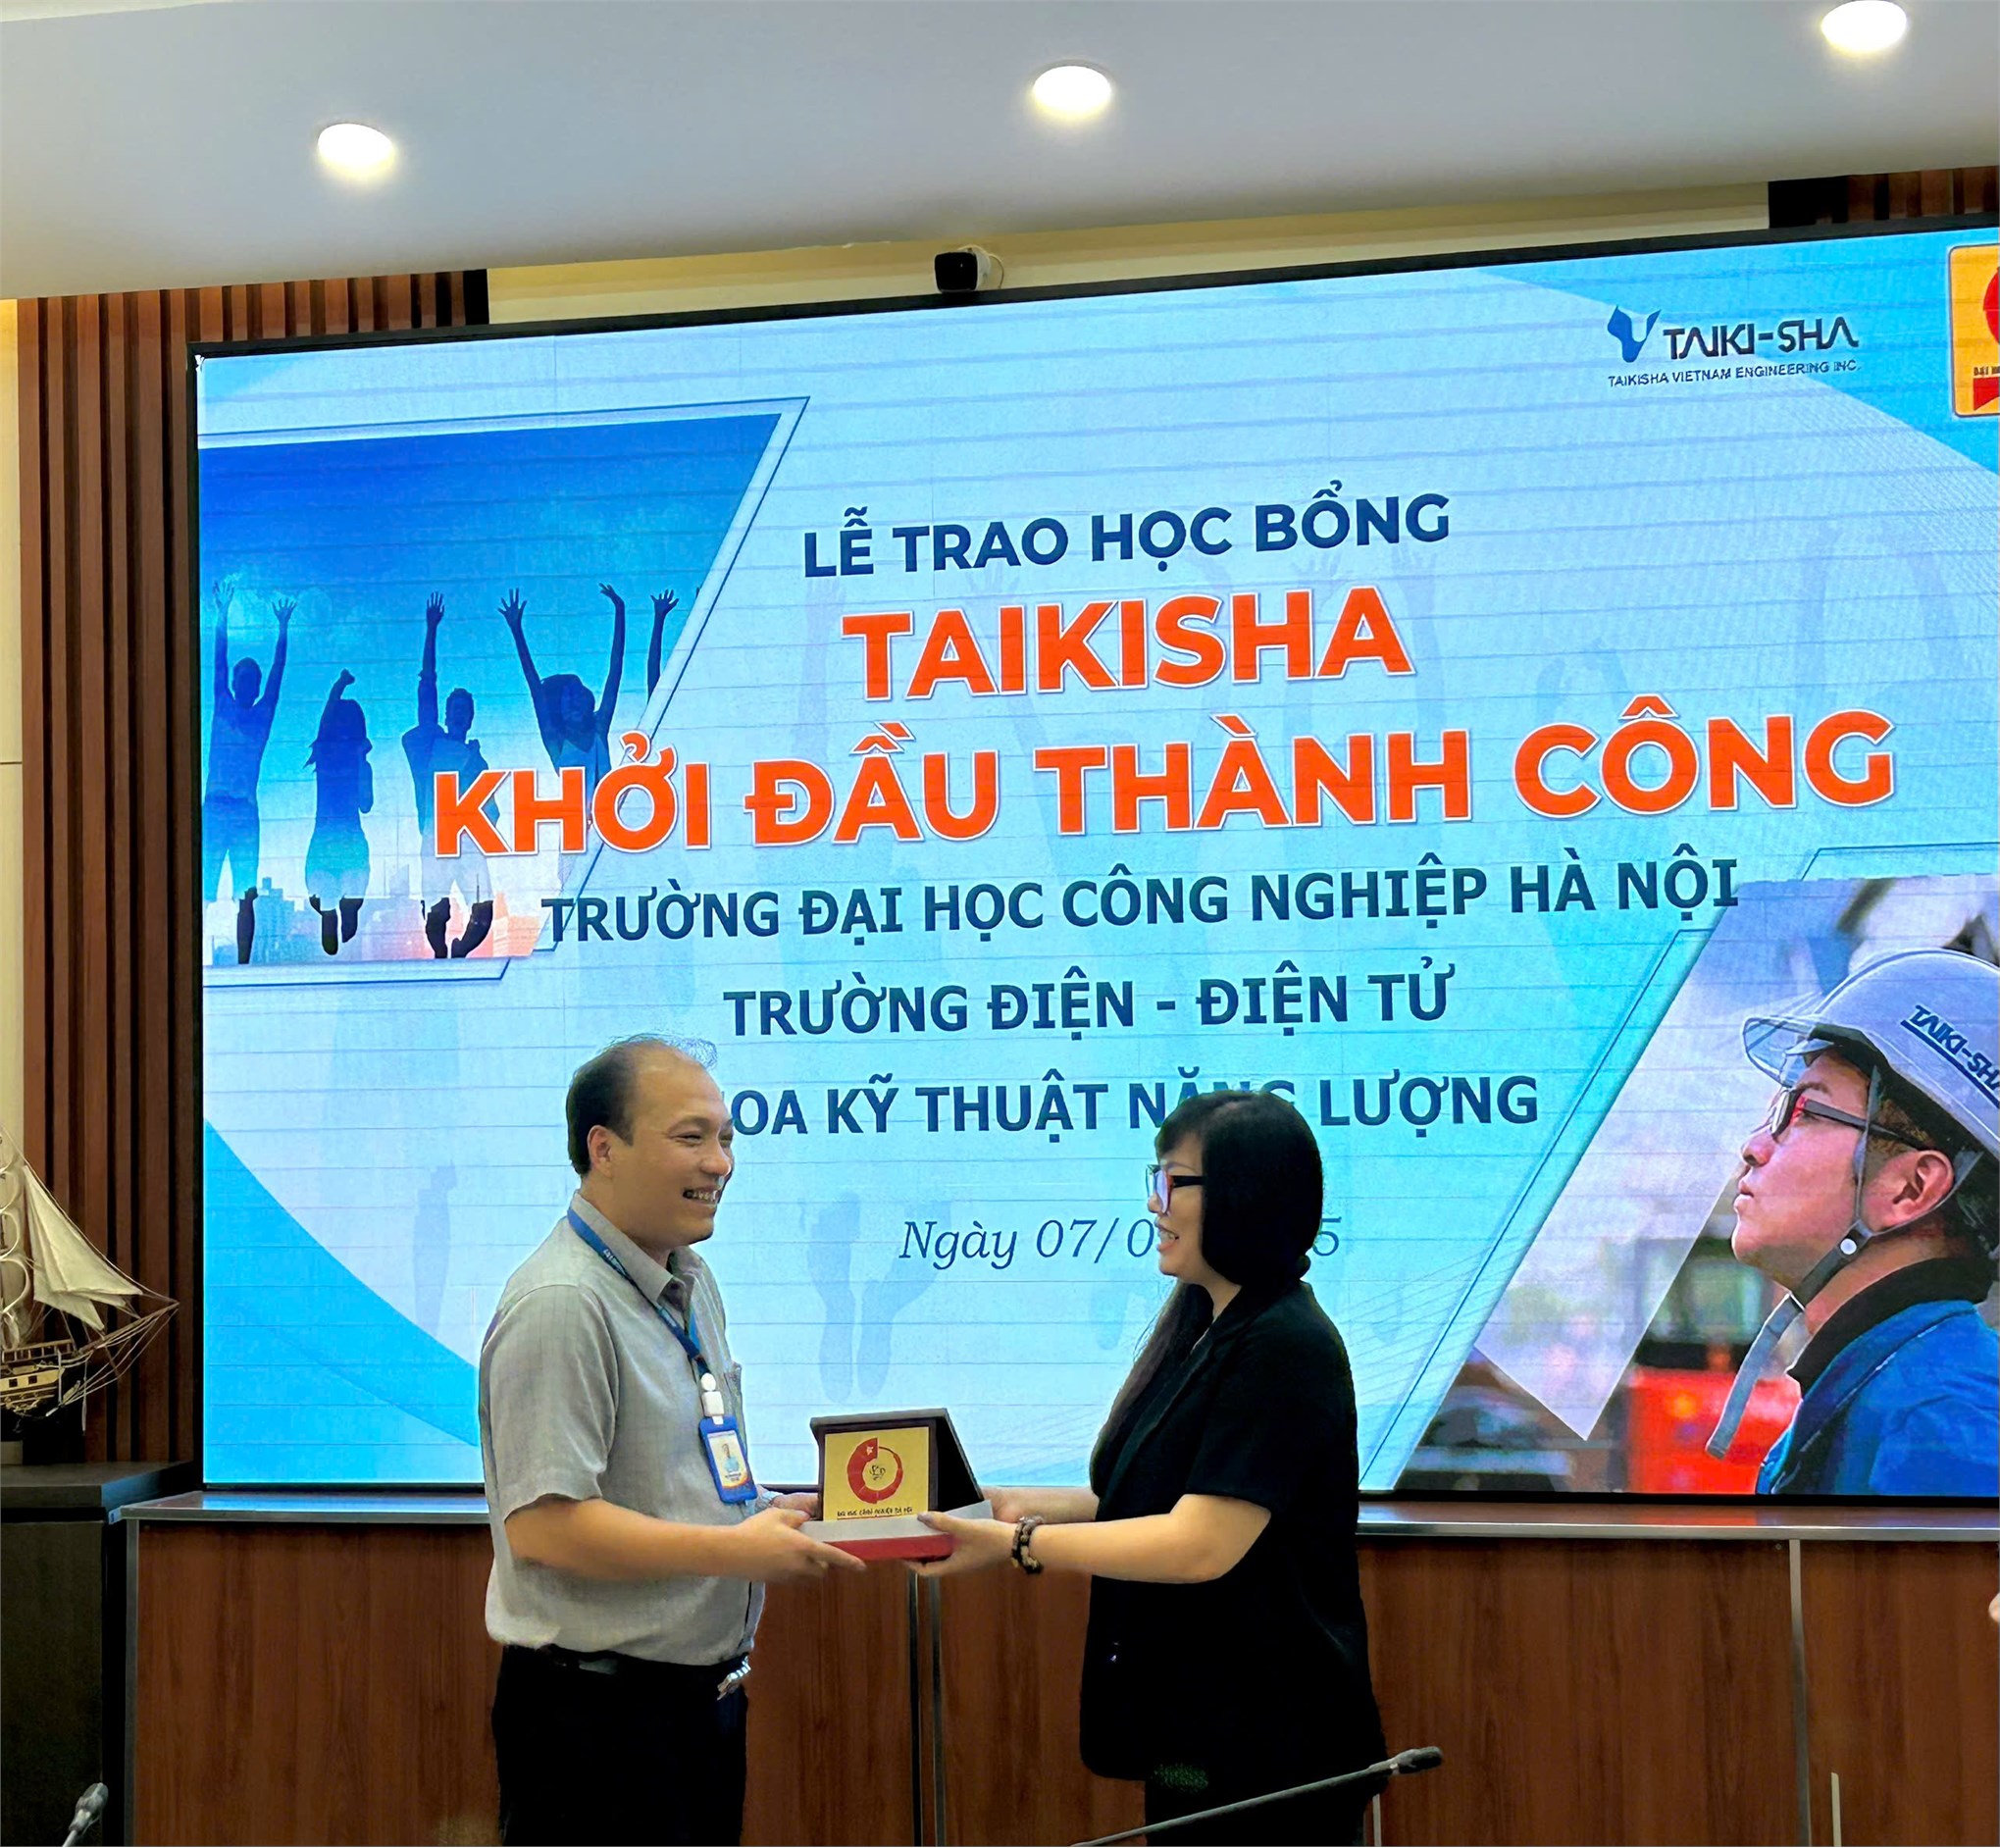 TAIKI-SHA
TAIKISHA VIETNAM ENGINEERING INC.
LỄ TRAO HỌC BỔNG
TAIKISHA
KHỞI ĐẦU THÀNH CÔNG
TRƯỜNG ĐẠI HỌC CÔNG NGHIỆP HÀ NỘI
TRƯỜNG ĐIỆN - ĐIỆN TỬ
OA KỸ THUẬT NĂNG LƯỢNG
Ngày 07/0 5
TAIKI-SHA